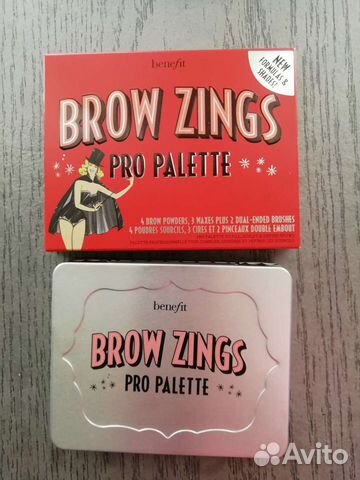 benefit
NEW
FORMULAS &
SHADES!
BROW ZINGS
PRO PALETTE
4 BROW POWDERS, 3 WAXES PLUS 2 DUAL-ENDED BRUSHES
4 POUDRES SOURCILS, 3 CIRES ET 2 PINCEAUX DOUBLE EMBOUT
benefit
BROW ZINGS
PRO PALETTE
Avito